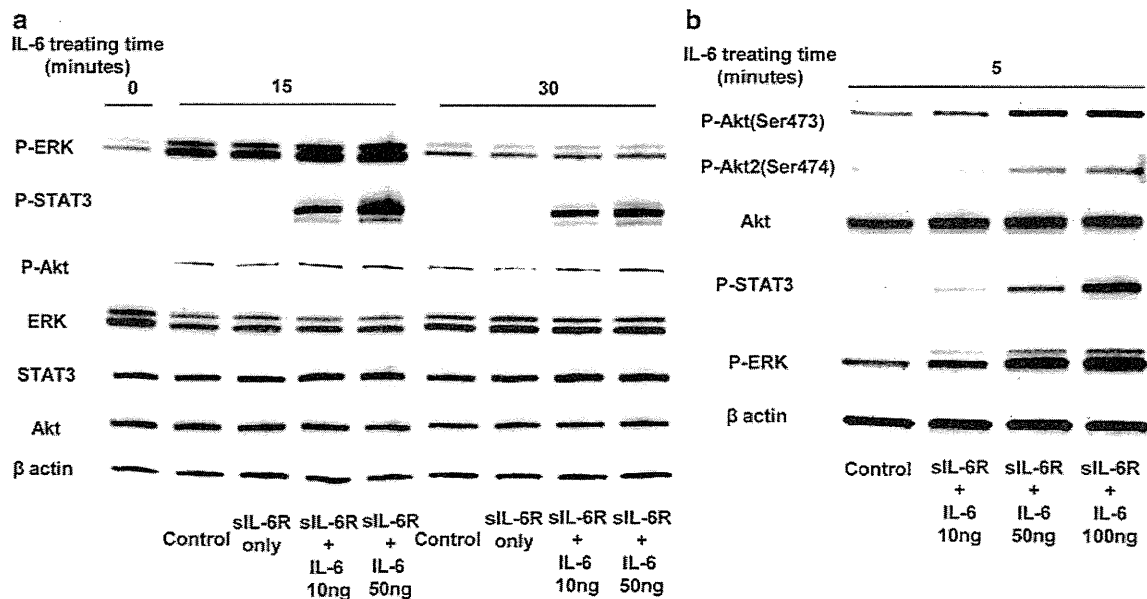 a
IL-6 treating time
(minutes)
0
15
30
P-ERK
P-STAT3
P-Akt
ERK
STAT3
Akt
β actin
Control
sIL-6R
only
sIL-6R
+
IL-6
10ng
sIL-6R
+
IL-6
50ng
Control
sIL-6R
only
sIL-6R
+
IL-6
10ng
sIL-6R
+
IL-6
50ng
b
IL-6 treating time
(minutes)
5
P-Akt(Ser473)
P-Akt2(Ser474)
Akt
P-STAT3
P-ERK
β actin
Control
sIL-6R
+
IL-6
10ng
sIL-6R
+
IL-6
50ng
sIL-6R
+
IL-6
100ng